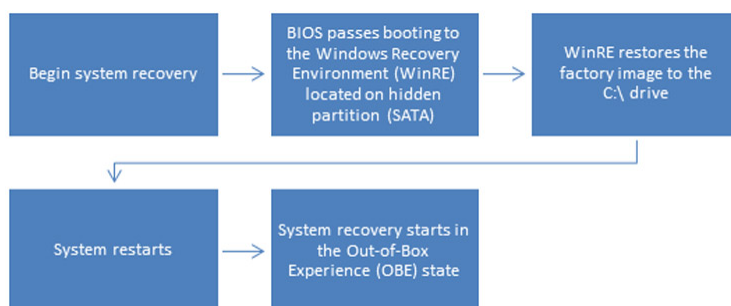 Begin system recovery
BIOS passes booting to
the Windows Recovery
Environment (WinRE)
located on hidden
partition (SATA)
WinRE restores the
factory image to the
C:\ drive
System restarts
System recovery starts in
the Out-of-Box
Experience (OBE) state